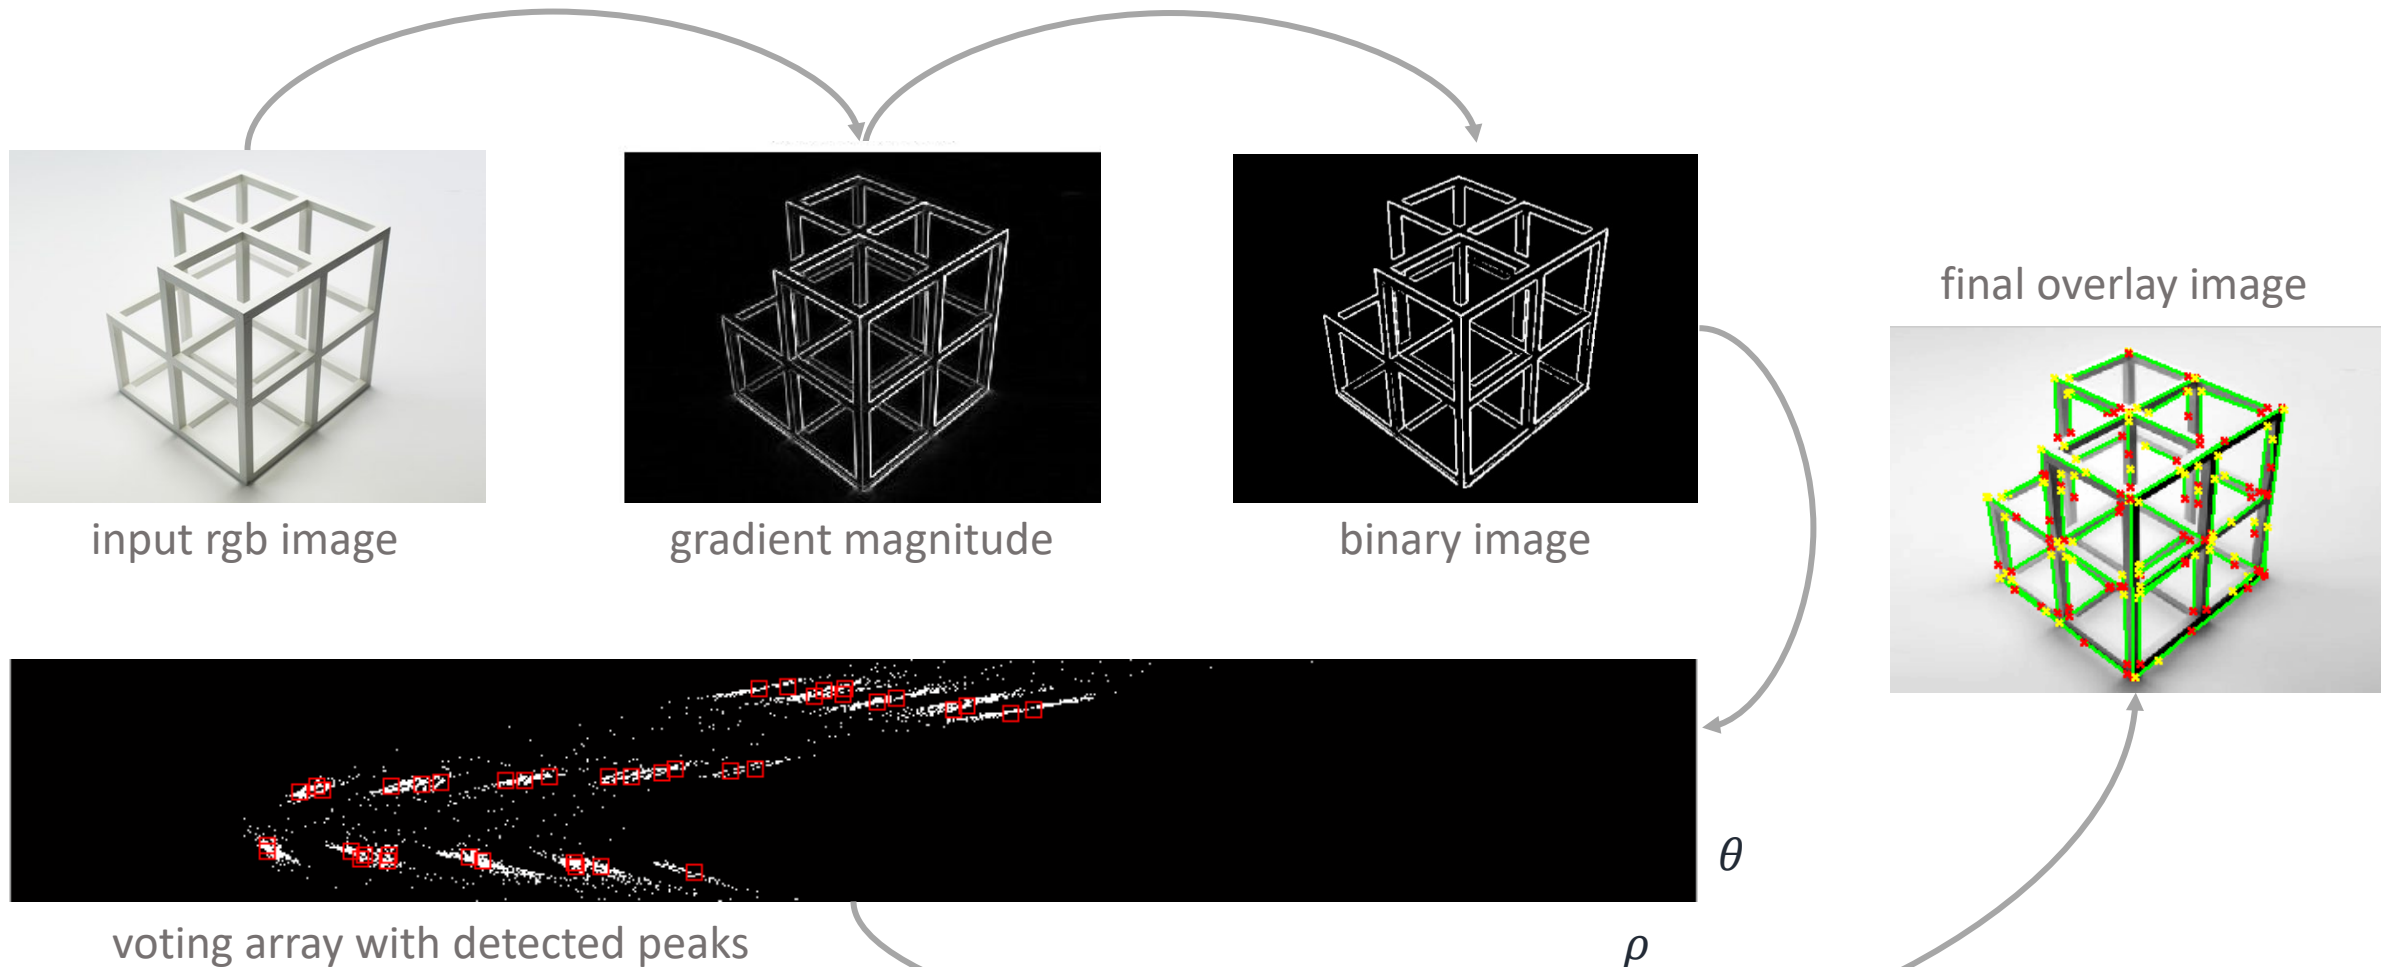 final overlay image
input rgb image
gradient magnitude
binary image
θ
voting array with detected peaks
ρ